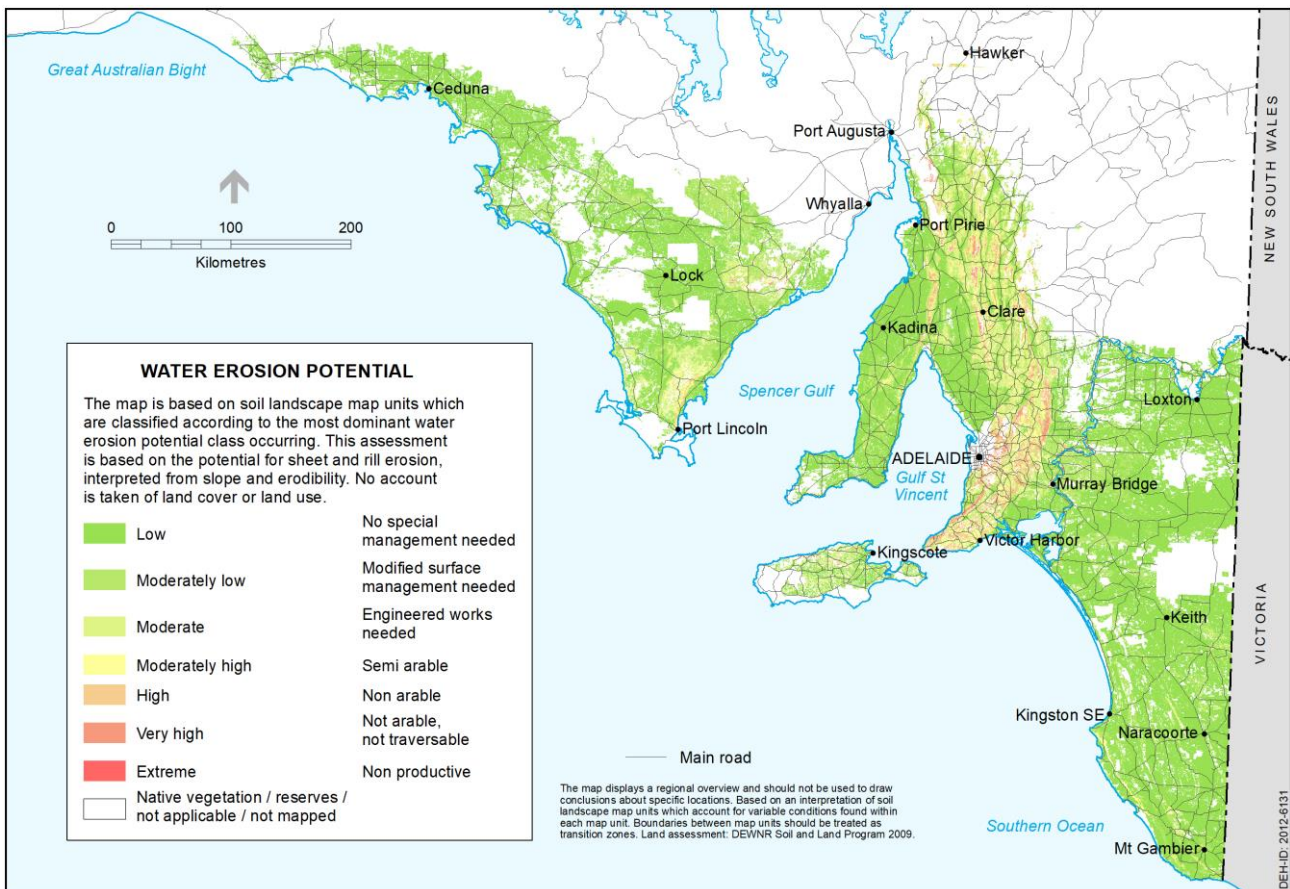 Great Australian Bight
Ceduna
Hawker
Port Augusta
Whyalla
Port Pirie
Lock
Clare
Kadina
Spencer Gulf
Port Lincoln
ADELAIDE
Gulf St
Vincent
Loxton
Murray Bridge
Victor Harbor
Kingscote
Keith
Kingston SE
Naracoorte
Mt Gambier
Southern Ocean
NEW SOUTH WALES
VICTORIA
0 100 200
Kilometres
WATER EROSION POTENTIAL
The map is based on soil landscape map units which
are classified according to the most dominant water
erosion potential class occurring. This assessment
is based on the potential for sheet and rill erosion,
interpreted from slope and erodibility. No account
is taken of land cover or land use.
Low No special
management needed
Moderately low Modified surface
management needed
Moderate Engineered works
needed
Moderately high Semi arable
High Non arable
Very high Not arable,
not traversable
Extreme Non productive
Native vegetation / reserves /
not applicable / not mapped
Main road
The map displays a regional overview and should not be used to draw
conclusions about specific locations. Based on an interpretation of soil
landscape map units which account for variable conditions found within
each map unit. Boundaries between map units should be treated as
transition zones. Land assessment: DEWNR Soil and Land Program 2009.
DEH-ID: 2012-6131